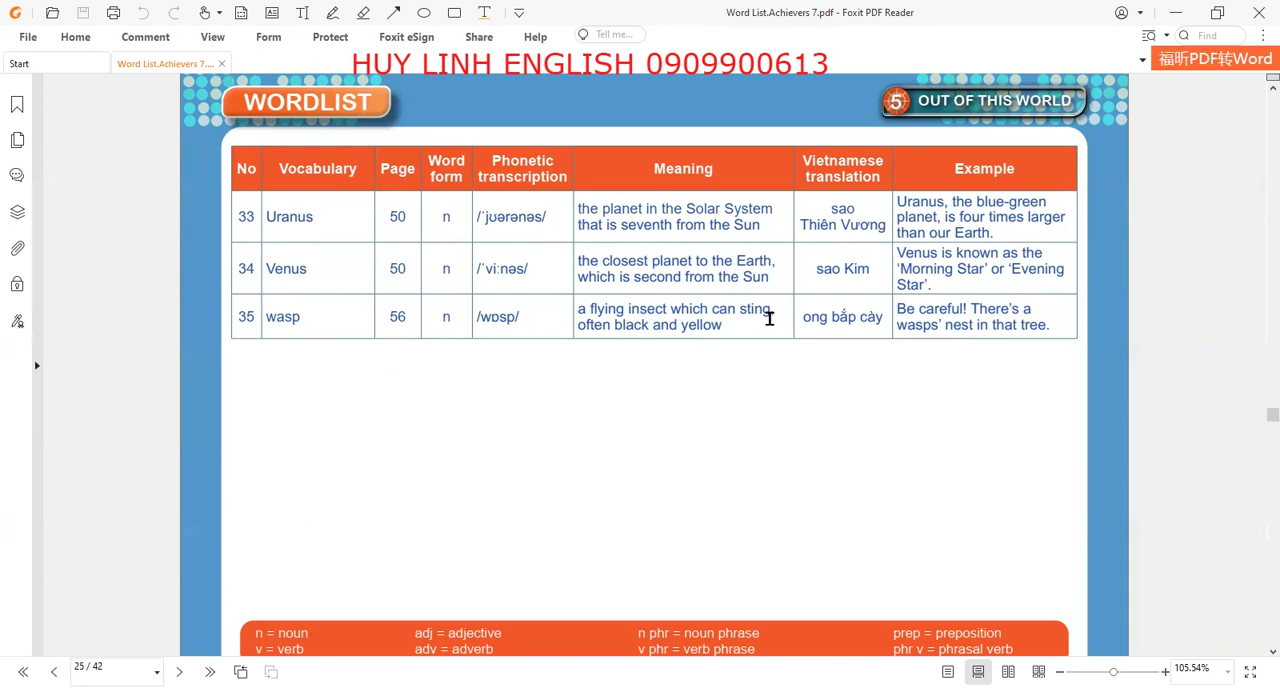 Word List.Achievers 7.pdf - Foxit PDF Reader
File Home Comment View Form Protect Foxit eSign Share Help Tell me... Find
Start Word List.Achievers 7.... ×
HUY LINH ENGLISH 0909900613
福昕PDF转Word
WORDLIST
5 OUT OF THIS WORLD
No Vocabulary Page Word form Phonetic transcription Meaning Vietnamese translation Example
33 Uranus 50 n /ˈjʊərənəs/ the planet in the Solar System that is seventh from the Sun sao Thiên Vương Uranus, the blue-green planet, is four times larger than our Earth.
34 Venus 50 n /ˈviːnəs/ the closest planet to the Earth, which is second from the Sun sao Kim Venus is known as the ‘Morning Star’ or ‘Evening Star’.
35 wasp 56 n /wɒsp/ a flying insect which can sting, often black and yellow ong bắp cày Be careful! There’s a wasps’ nest in that tree.
n = noun adj = adjective n phr = noun phrase prep = preposition
v = verb adv = adverb v phr = verb phrase phr v = phrasal verb
25 / 42
105.54%